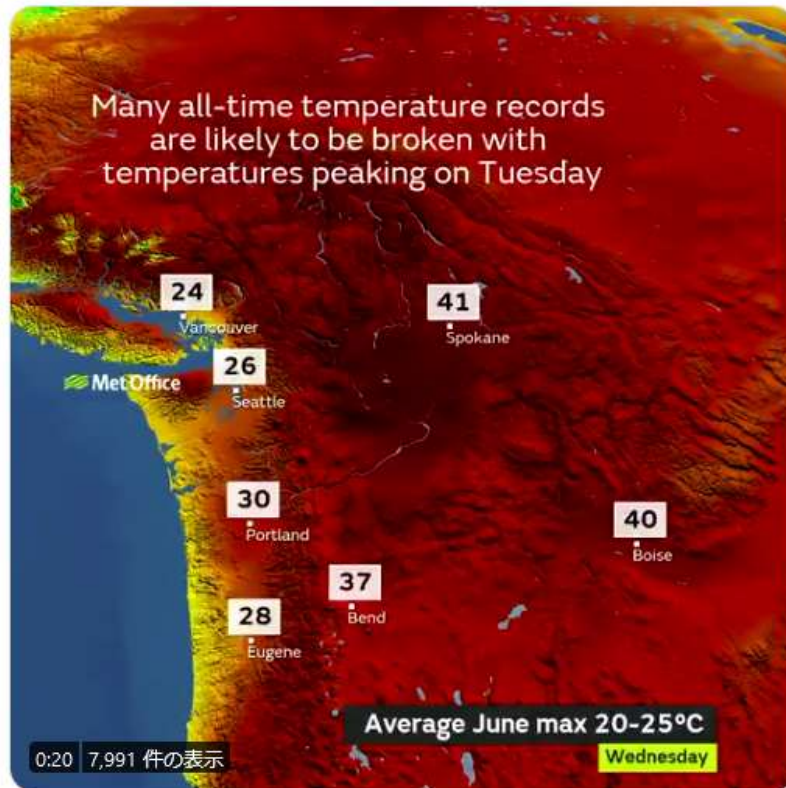 Many all-time temperature records
are likely to be broken with
temperatures peaking on Tuesday
24
Vancouver
41
Spokane
Met Office
26
Seattle
30
Portland
40
Boise
37
Bend
28
Eugene
Average June max 20-25°C
Wednesday
0:20 7,991 件の表示